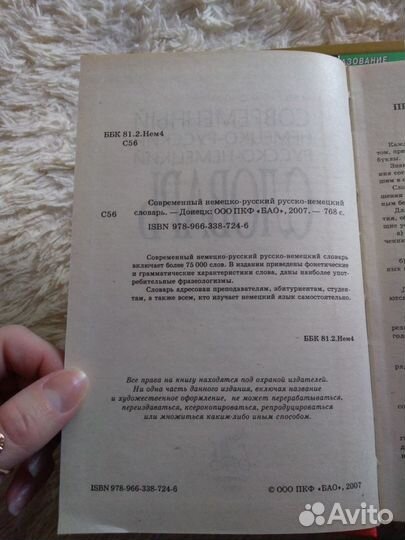 РАЗОВАНИЕ
ББК 81.2.Нем4
С56
Современный немецко-русский русско-немецкий
С56 словарь. — Донецк: ООО ПКФ «БАО», 2007. — 768 с.
ISBN 978-966-338-724-6
Современный немецко-русский русско-немецкий словарь
включает более 75 000 слов. В издании приведены фонетические
и грамматические характеристики слова, даны наиболее упо-
требительные фразеологизмы.
Словарь адресован преподавателям, абитуриентам, студен-
там, а также всем, кто изучает немецкий язык самостоятельно.
ББК 81.2.Нем4
Все права на книгу находятся под охраной издателей.
Ни одна часть данного издания, включая название
и художественное оформление, не может перерабатываться,
переиздаваться, ксерокопироваться, репродуцироваться
или множиться каким-либо иным способом.
ISBN 978-966-338-724-6 © ООО ПКФ «БАО», 2007
Avito